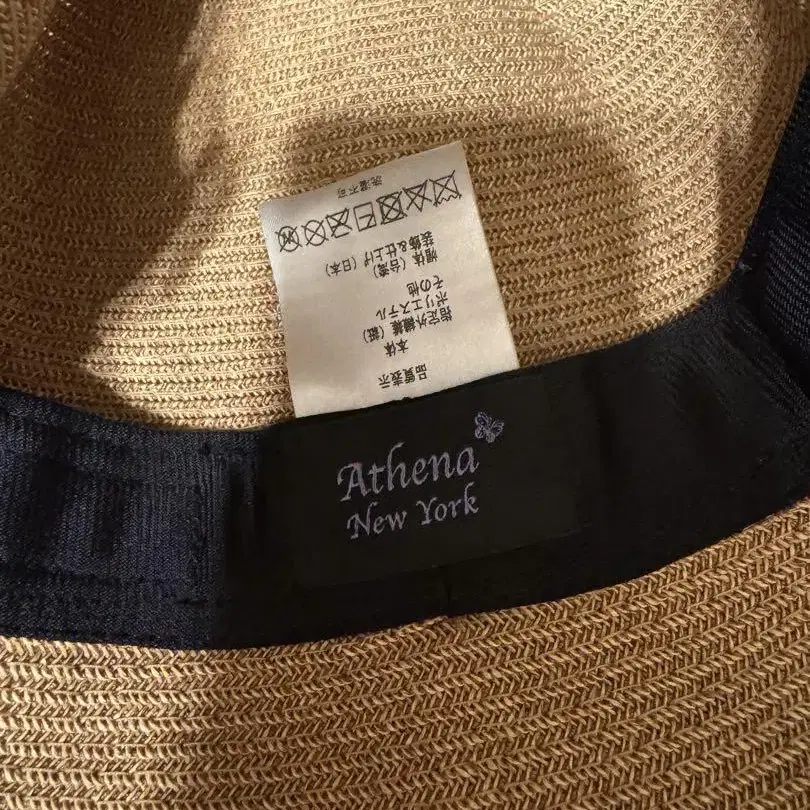 品質表示
本体
指定外繊維(紙)
ポリエステル
その他
帽体(台湾)
装飾&仕上げ(日本)
洗濯不可
Athena
New York